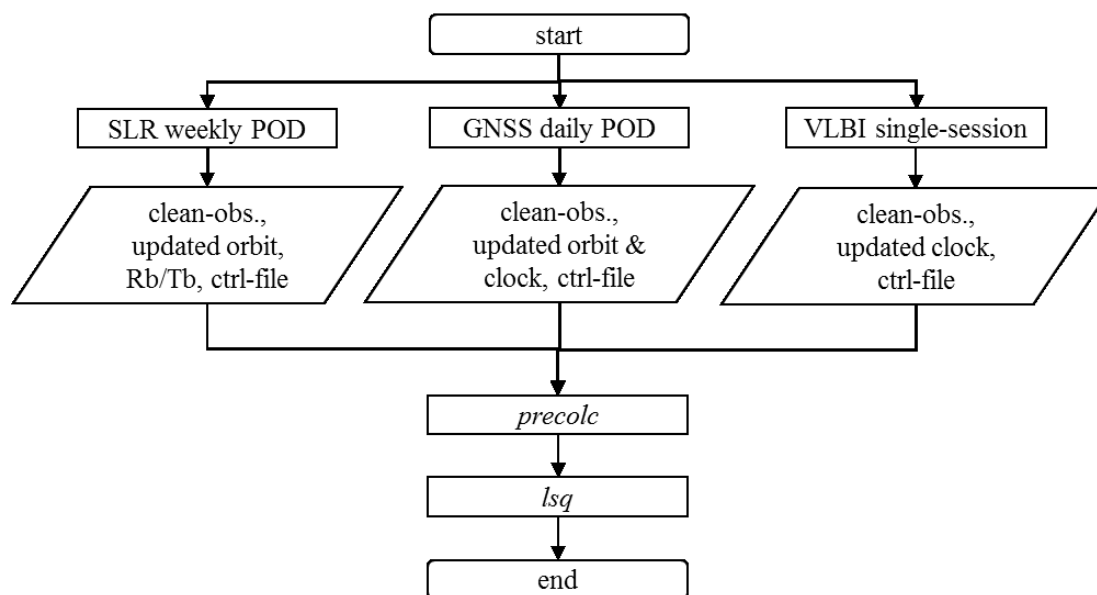 start
SLR weekly POD
GNSS daily POD
VLBI single-session
clean-obs.,
updated orbit,
Rb/Tb, ctrl-file
clean-obs.,
updated orbit &
clock, ctrl-file
clean-obs.,
updated clock,
ctrl-file
precolc
lsq
end